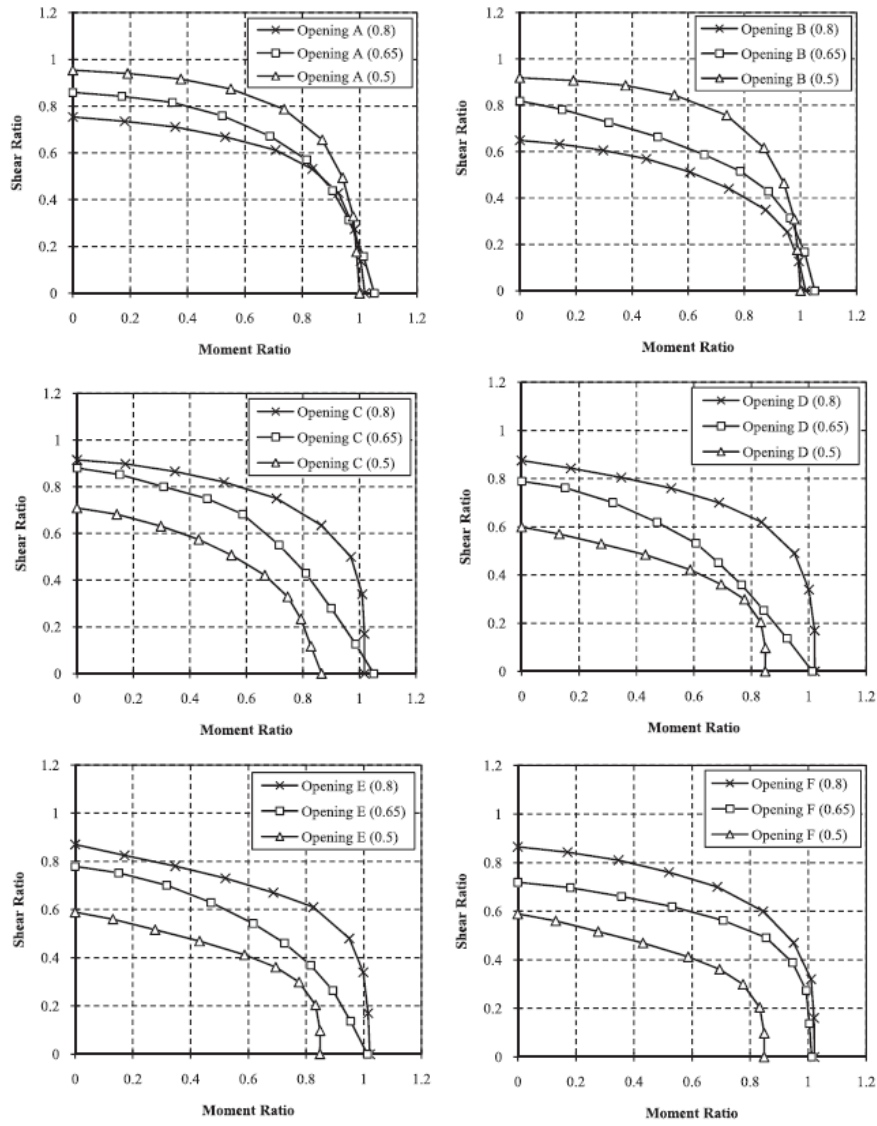 1.2
1
0.8
0.6
0.4
0.2
0
Shear Ratio
Opening A (0.8)
Opening A (0.65)
Opening A (0.5)
0 0.2 0.4 0.6 0.8 1 1.2
Moment Ratio
1.2
1
0.8
0.6
0.4
0.2
0
Shear Ratio
Opening B (0.8)
Opening B (0.65)
Opening B (0.5)
0 0.2 0.4 0.6 0.8 1 1.2
Moment Ratio
1.2
1
0.8
0.6
0.4
0.2
0
Shear Ratio
Opening C (0.8)
Opening C (0.65)
Opening C (0.5)
0 0.2 0.4 0.6 0.8 1 1.2
Moment Ratio
1.2
1
0.8
0.6
0.4
0.2
0
Shear Ratio
Opening D (0.8)
Opening D (0.65)
Opening D (0.5)
0 0.2 0.4 0.6 0.8 1 1.2
Moment Ratio
1.2
1
0.8
0.6
0.4
0.2
0
Shear Ratio
Opening E (0.8)
Opening E (0.65)
Opening E (0.5)
0 0.2 0.4 0.6 0.8 1 1.2
Moment Ratio
1.2
1
0.8
0.6
0.4
0.2
0
Shear Ratio
Opening F (0.8)
Opening F (0.65)
Opening F (0.5)
0 0.2 0.4 0.6 0.8 1 1.2
Moment Ratio